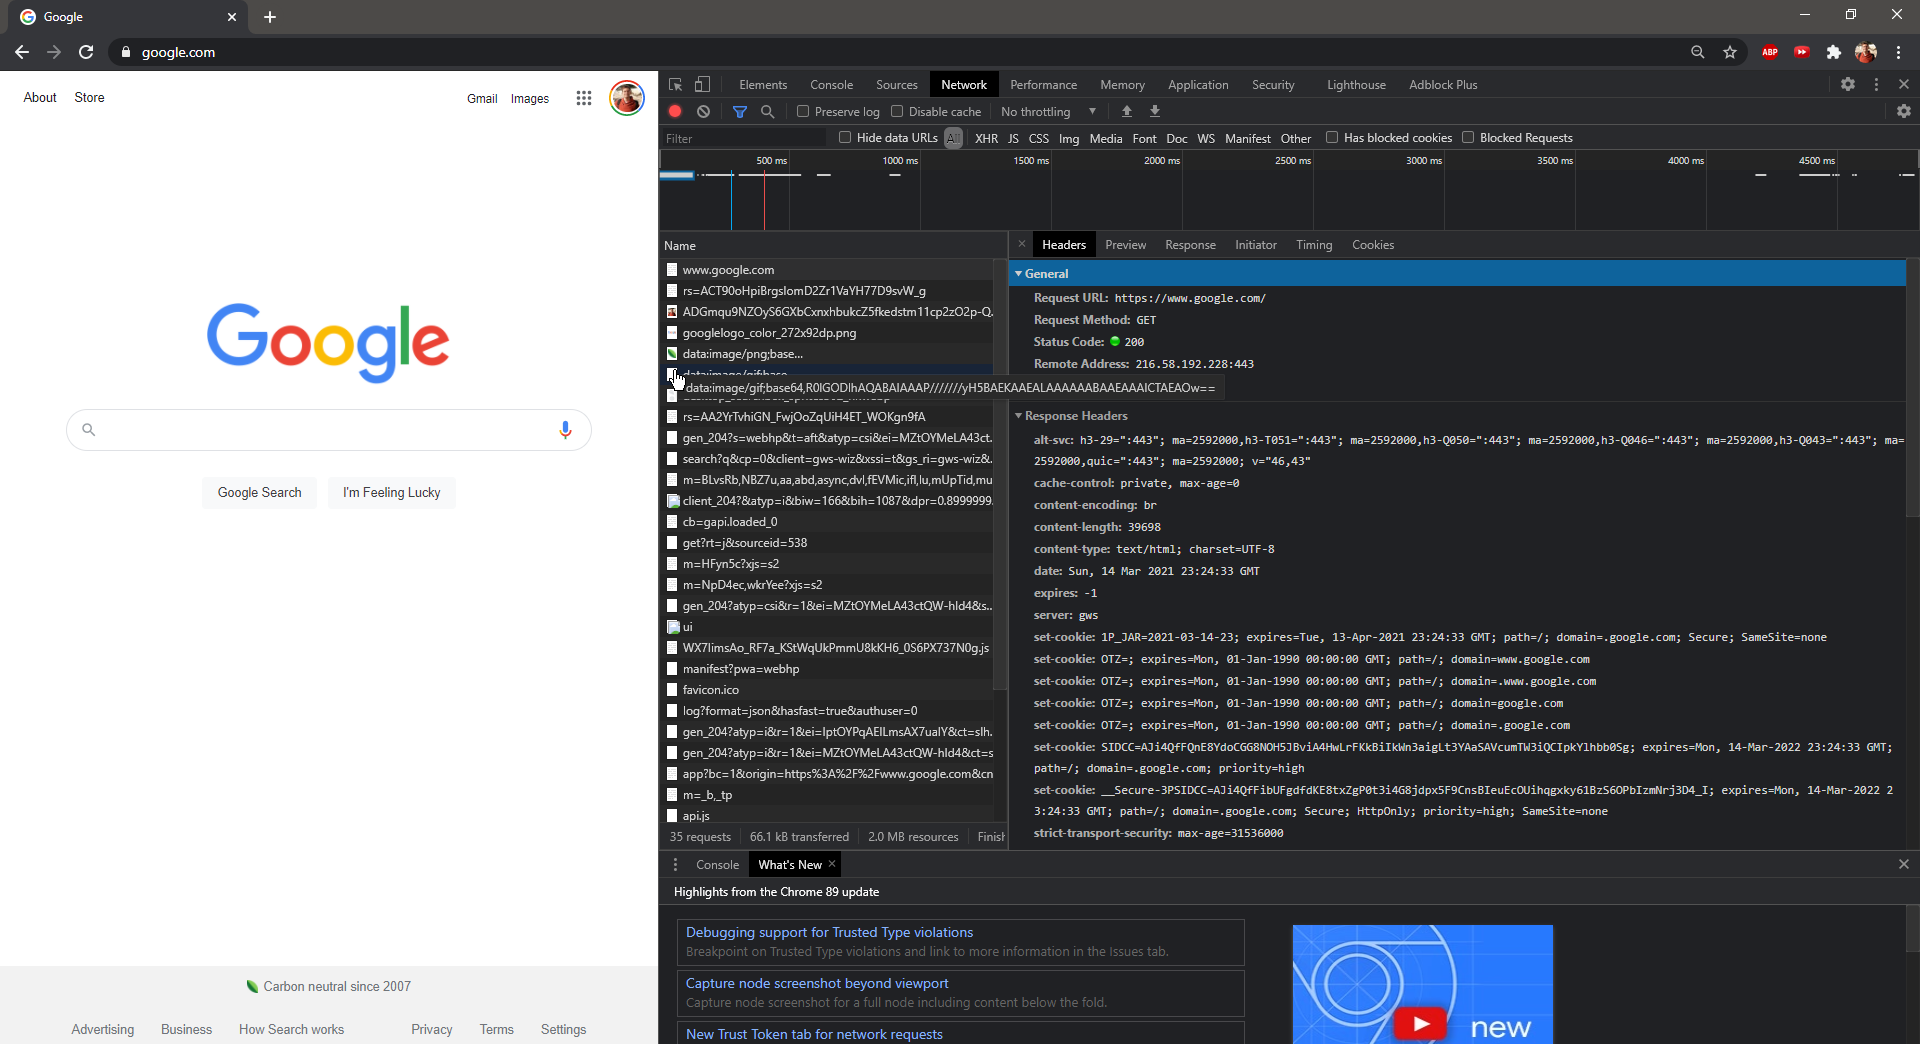 Google
google.com
ABP
About Store Gmail Images
Google
Google Search I'm Feeling Lucky
Carbon neutral since 2007
Advertising Business How Search works Privacy Terms Settings
Elements Console Sources Network Performance Memory Application Security Lighthouse Adblock Plus
Preserve log Disable cache No throttling
Filter Hide data URLs All XHR JS CSS Img Media Font Doc WS Manifest Other Has blocked cookies Blocked Requests
500 ms 1000 ms 1500 ms 2000 ms 2500 ms 3000 ms 3500 ms 4000 ms 4500 ms
Name
www.google.com
rs=ACT90oHpiBrgslomD2Zr1VaYH77D9svW_g
ADGmqu9NZOyS6GXbCxnxhbukcZ5fkedstm11cp2zO2p-Q.
googlelogo_color_272x92dp.png
data:image/png;base...
data:image/gif;base64,R0lGODlhAQABAIAAAP///////yH5BAEKAAEALAAAAAABAAEAAAICTAEAOw==
rs=AA2YrTvhiGN_FwjOoZqUiH4ET_WOKgn9fA
gen_204?s=webhp&t=aft&atyp=csi&ei=MZtOYMeLA43ct.
search?q&cp=0&client=gws-wiz&xssi=t&gs_ri=gws-wiz&.
m=BLvsRb,NBZ7u,aa,abd,async,dvl,fEVMic,ifl,lu,mUpTid,mu
client_204?&atyp=i&biw=166&bih=1087&dpr=0.8999999.
cb=gapi.loaded_0
get?rt=j&sourceid=538
m=HFyn5c?xjs=s2
m=NpD4ec,wkrYee?xjs=s2
gen_204?atyp=csi&r=1&ei=MZtOYMeLA43ctQW-hld4&s..
ui
WX7limsAo_RF7a_KStWqUkPmmU8kKH6_0S6PX737N0g.js
manifest?pwa=webhp
favicon.ico
log?format=json&hasfast=true&authuser=0
gen_204?atyp=i&r=1&ei=lptOYPqAEILmsAX7ualY&ct=slh.
gen_204?atyp=i&r=1&ei=MZtOYMeLA43ctQW-hld4&ct=s
app?bc=1&origin=https%3A%2F%2Fwww.google.com&cn
m=_b,_tp
api.js
35 requests 66.1 kB transferred 2.0 MB resources Finish
Headers Preview Response Initiator Timing Cookies
General
Request URL: https://www.google.com/
Request Method: GET
Status Code: 200
Remote Address: 216.58.192.228:443
Response Headers
alt-svc: h3-29=":443"; ma=2592000,h3-T051=":443"; ma=2592000,h3-Q050=":443"; ma=2592000,h3-Q046=":443"; ma=2592000,h3-Q043=":443"; ma=
2592000,quic=":443"; ma=2592000; v="46,43"
cache-control: private, max-age=0
content-encoding: br
content-length: 39698
content-type: text/html; charset=UTF-8
date: Sun, 14 Mar 2021 23:24:33 GMT
expires: -1
server: gws
set-cookie: 1P_JAR=2021-03-14-23; expires=Tue, 13-Apr-2021 23:24:33 GMT; path=/; domain=.google.com; Secure; SameSite=none
set-cookie: OTZ=; expires=Mon, 01-Jan-1990 00:00:00 GMT; path=/; domain=www.google.com
set-cookie: OTZ=; expires=Mon, 01-Jan-1990 00:00:00 GMT; path=/; domain=.www.google.com
set-cookie: OTZ=; expires=Mon, 01-Jan-1990 00:00:00 GMT; path=/; domain=google.com
set-cookie: OTZ=; expires=Mon, 01-Jan-1990 00:00:00 GMT; path=/; domain=.google.com
set-cookie: SIDCC=AJi4QfFQnE8YdoCGG8NOH5JBviA4HwLrFKkBiIkWn3aigLt3YAaSAVcumTW3iQCIpkYlhbb0Sg; expires=Mon, 14-Mar-2022 23:24:33 GMT;
path=/; domain=.google.com; priority=high
set-cookie: __Secure-3PSIDCC=AJi4QfFibUFgdfdKE8txZgP0t3i4G8jdpx5F9CnsBIeuEcOUihqgxky61BzS6OPbIzmNrj3D4_I; expires=Mon, 14-Mar-2022 2
3:24:33 GMT; path=/; domain=.google.com; Secure; HttpOnly; priority=high; SameSite=none
strict-transport-security: max-age=31536000
Console What's New
Highlights from the Chrome 89 update
Debugging support for Trusted Type violations
Breakpoint on Trusted Type violations and link to more information in the Issues tab.
Capture node screenshot beyond viewport
Capture node screenshot for a full node including content below the fold.
New Trust Token tab for network requests
new